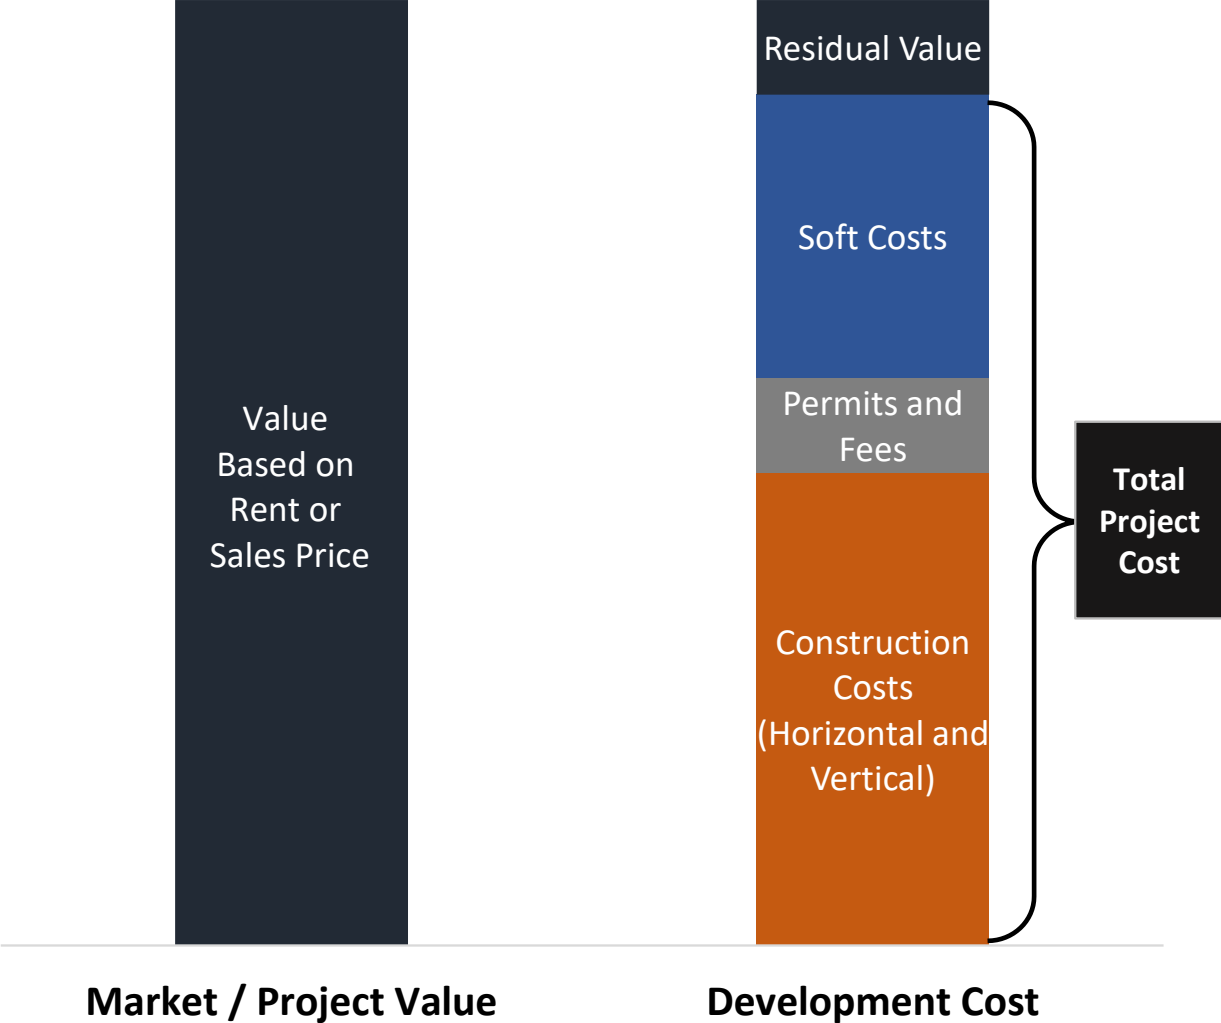 Residual Value
Soft Costs
Permits and
Fees
Value
Based on
Rent or
Sales Price
Total
Project
Cost
Construction
Costs
(Horizontal and
Vertical)
Market / Project Value
Development Cost